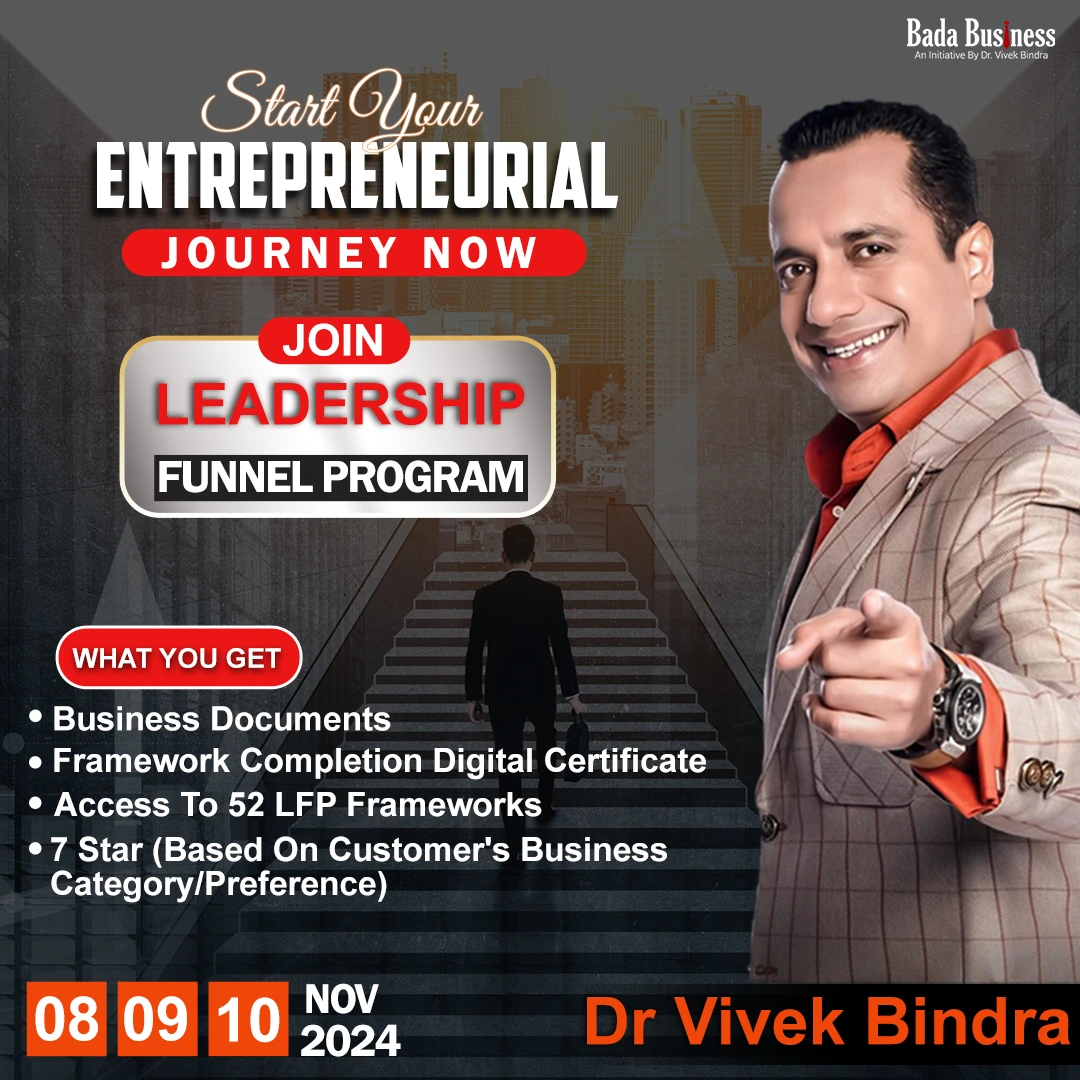 Bada Business
An Initiative By Dr. Vivek Bindra
Start Your
ENTREPRENEURIAL
JOURNEY NOW
JOIN
LEADERSHIP
FUNNEL PROGRAM
WHAT YOU GET
• Business Documents
• Framework Completion Digital Certificate
• Access To 52 LFP Frameworks
• 7 Star (Based On Customer's Business
Category/Preference)
08 09 10 NOV
2024
Dr Vivek Bindra